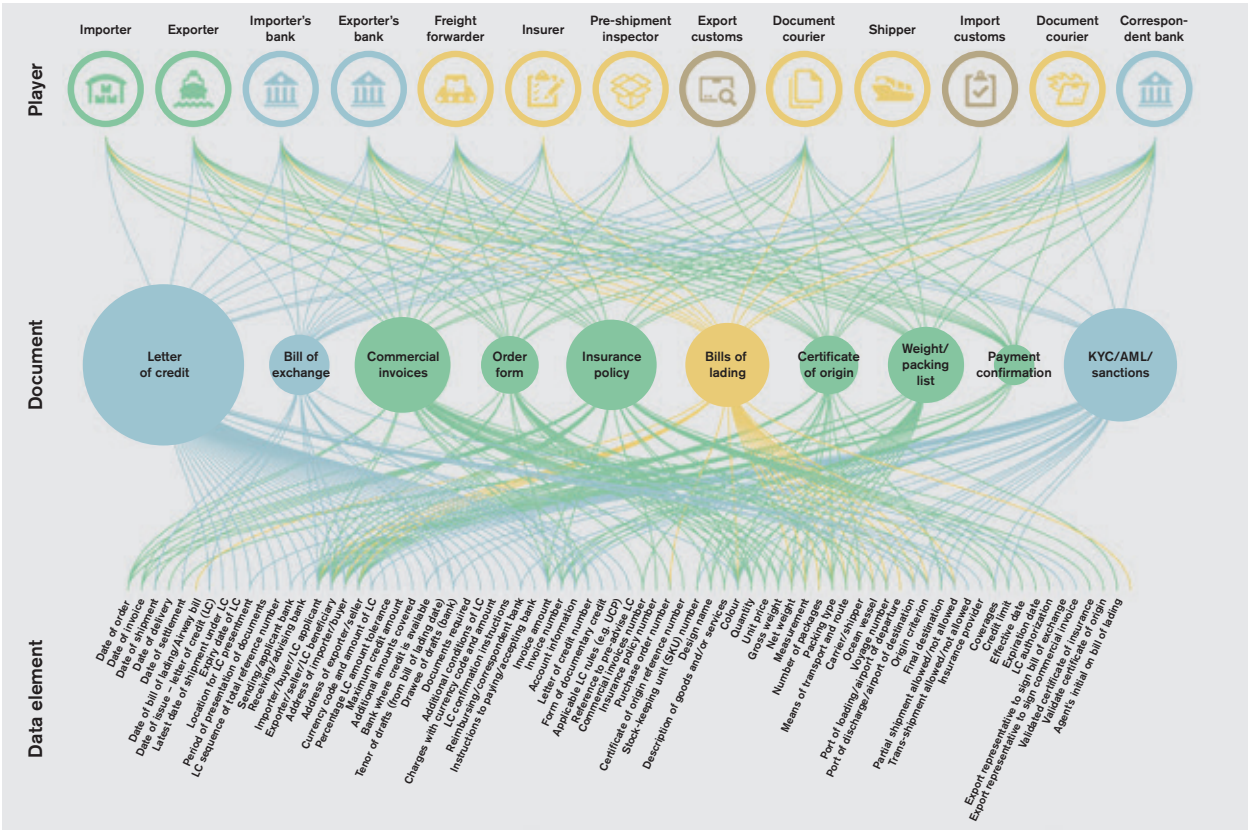 Player
Importer
Exporter
Importer's
bank
Exporter's
bank
Freight
forwarder
Insurer
Pre-shipment
inspector
Export
customs
Document
courier
Shipper
Import
customs
Document
courier
Correspon-
dent bank
Document
Letter
of credit
Bill of
exchange
Commercial
invoices
Order
form
Insurance
policy
Bills of
lading
Certificate
of origin
Weight/
packing
list
Payment
confirmation
KYC/AML/
sanctions
Data element
Date of order
Date of invoice
Date of shipment
Date of delivery
Date of settlement
Date of bill of lading/Airway bill
Date of issue – letter of credit (LC)
Latest date of shipment under LC
Expiry date of LC
Period of presentment
Location for LC presentment
LC sequence of total reference number
Sending/applicant bank
Receiving/advising bank
Importer/buyer/LC applicant
Exporter/seller/LC beneficiary
Address of importer/buyer
Address of exporter/seller
Currency code and amount of LC
Percentage LC amount tolerance
Maximum credit amount
Additional amounts covered
Bank where credit is available
Tenor of drafts (from bill of lading date)
Drawee of drafts (bank)
Documents required
Additional conditions of LC
Charges with currency code and amount
LC confirmation instructions
Reimbursing/correspondent bank
Instructions to paying/accepting bank
Invoice amount
Invoice number
Account information
Letter of credit number
Form of documentary credit
Applicable LC rules (e.g. UCP)
Reference to pre-advise LC
Commercial invoices number
Insurance policy number
Purchase order number
Certificate of origin reference number
Stock-keeping unit (SKU) number
Design name
Description of goods and/or services
Colour
Quantity
Unit price
Gross weight
Net weight
Measurement
Number of packages
Packing type
Means of transport and route
Carrier/shipper
Ocean vessel
Voyage number
Port of loading/airport of departure
Port of discharge/airport of destination
Origin criterion
Final destination
Partial shipment allowed/not allowed
Trans-shipment allowed/not allowed
Insurance provider
Coverages
Credit limit
Effective date
Expiration date
LC authorization
Export representative to sign bill of exchange
Export representative to sign commercial invoice
Validated certificate of insurance
Validate certificate of origin
Agent's initial on bill of lading